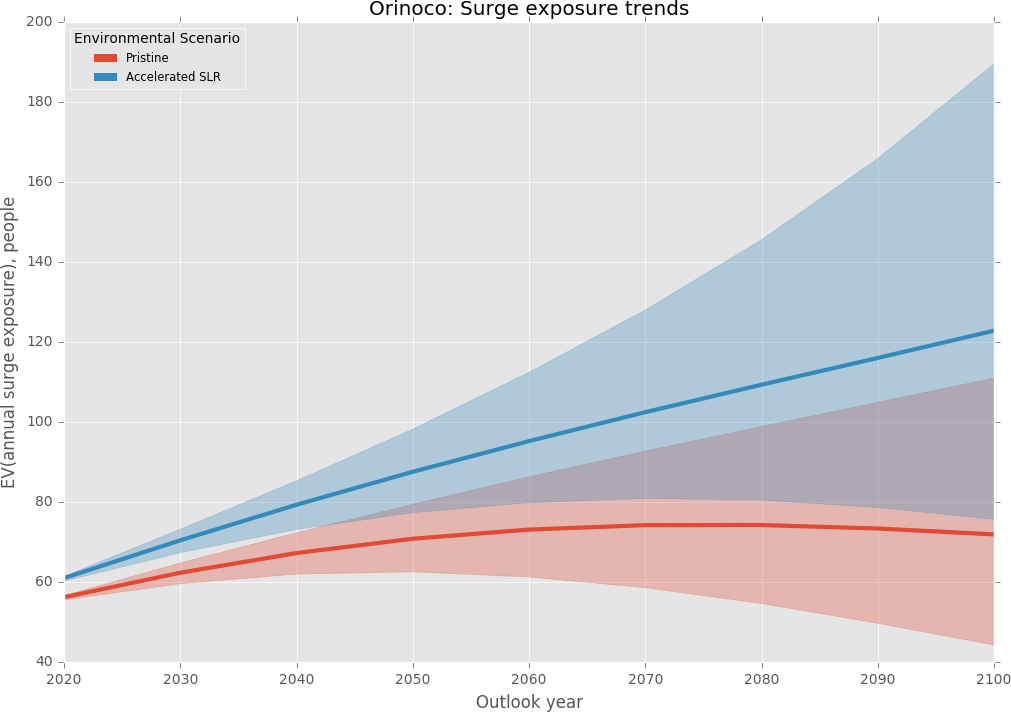 Orinoco: Surge exposure trends
Environmental Scenario
Pristine
Accelerated SLR
EV(annual surge exposure), people
200
180
160
140
120
100
80
60
40
2020 2030 2040 2050 2060 2070 2080 2090 2100
Outlook year